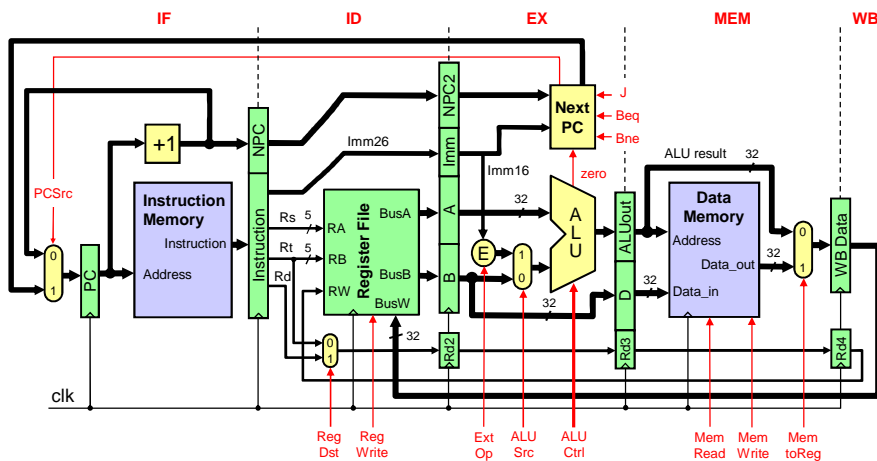 IF ID EX MEM WB
J
Beq
Bne
Next
PC
NPC2
NPC
+1
Imm26
Imm
Imm16
zero
ALU result 32
PCSrc
Instruction
Memory
Instruction
Address
PC
Instruction
Rs 5
Rt 5
Rd
RA
RB
RW
Register File
BusA
BusB
BusW
32
A
B
E
1
0
32
A
L
U
32
ALUout
D
32
Data
Memory
Address
Data_out
Data_in
32
0
1
WB Data
0
1
0
1
Rd2
Rd3
Rd4
clk
Reg
Dst
Reg
Write
Ext
Op
ALU
Src
ALU
Ctrl
Mem
Read
Mem
Write
Mem
toReg